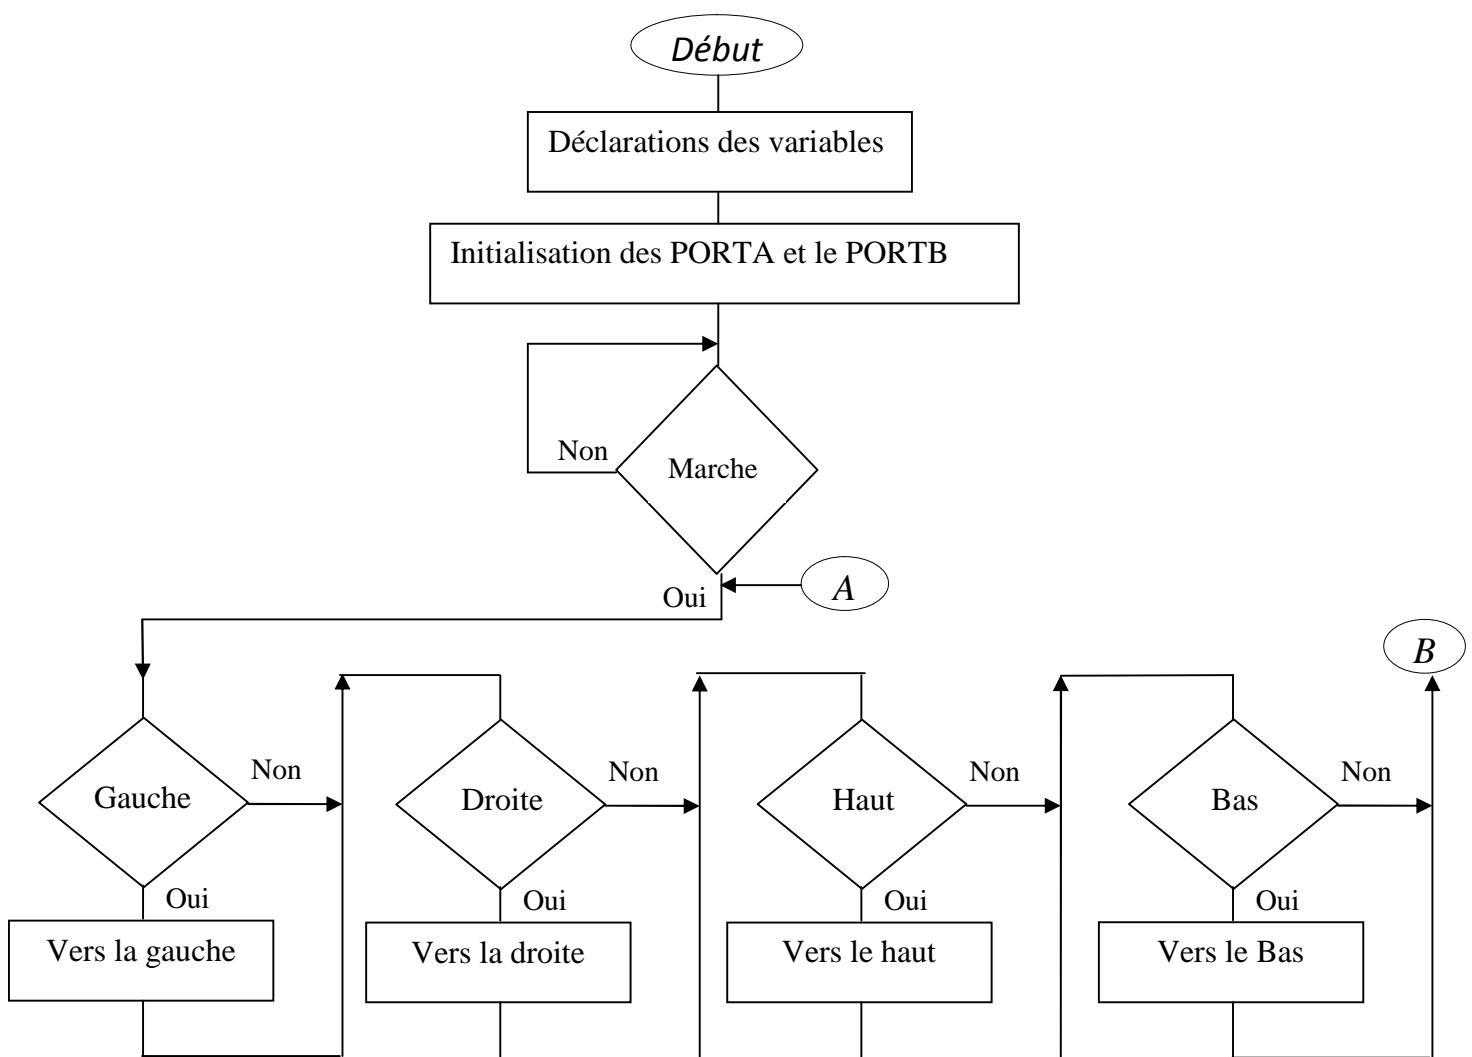 Début
Déclarations des variables
Initialisation des PORTA et le PORTB
Non
Marche
Oui
A
B
Gauche
Non
Droite
Non
Haut
Non
Bas
Non
Oui
Oui
Oui
Oui
Vers la gauche
Vers la droite
Vers le haut
Vers le Bas